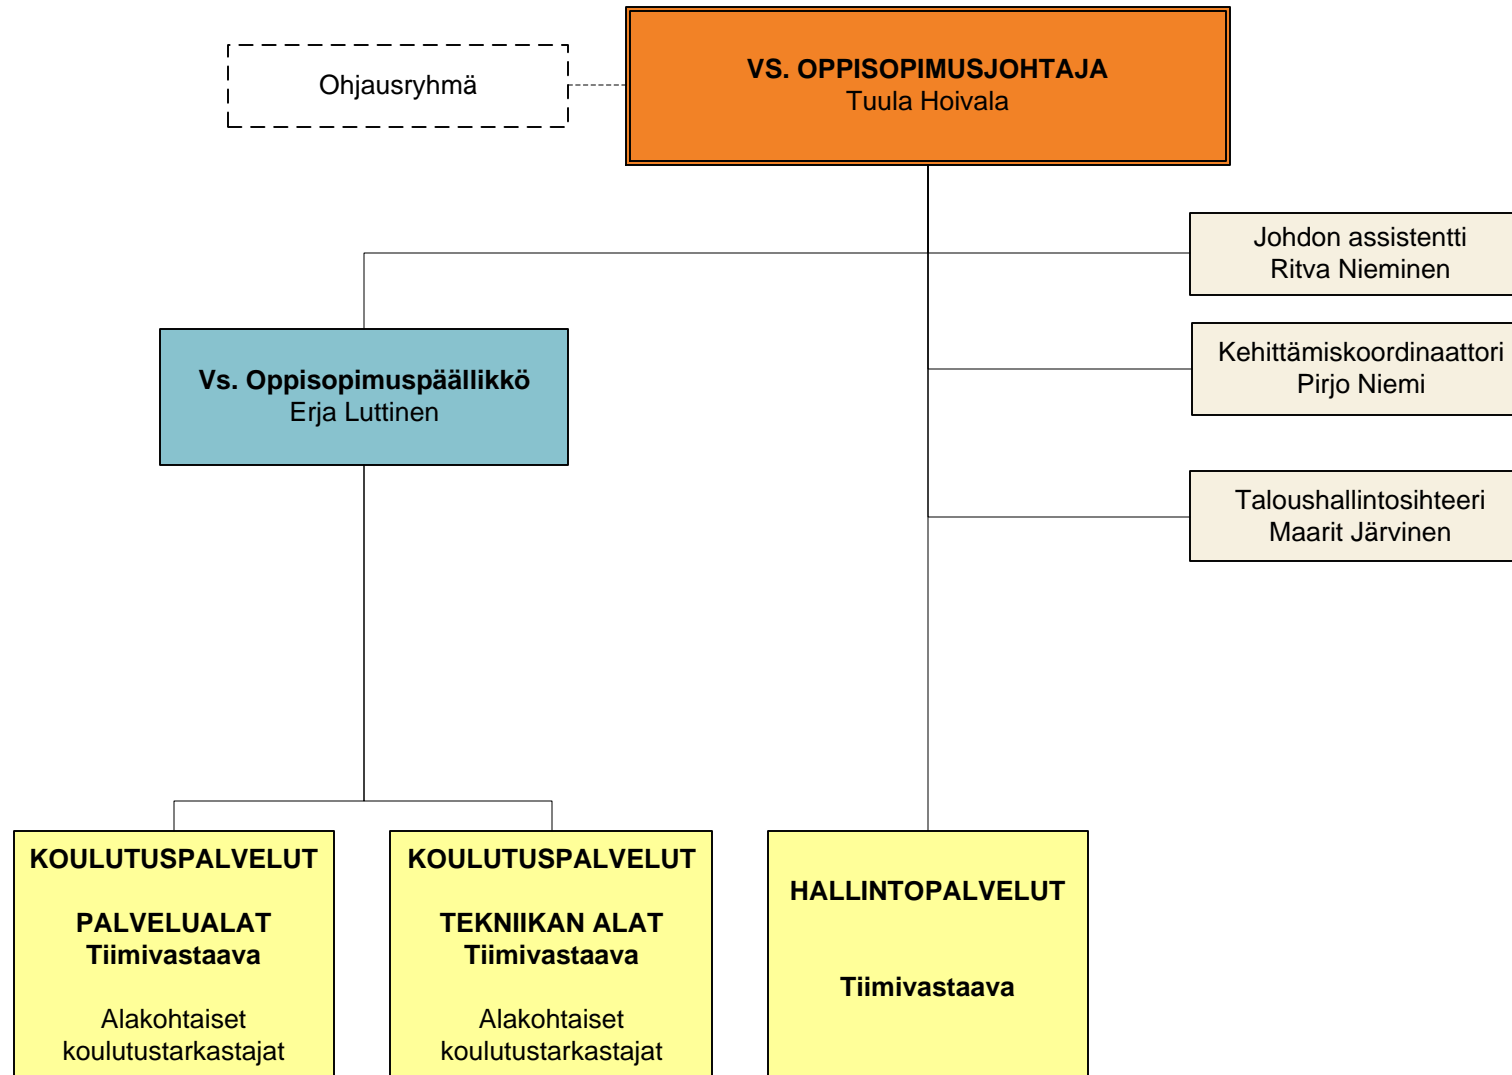 Ohjausryhmä
VS. OPPISOPIMUSJOHTAJA
Tuula Hoivala
Johdon assistentti
Ritva Nieminen
Vs. Oppisopimuspäällikkö
Erja Luttinen
Kehittämiskoordinaattori
Pirjo Niemi
Taloushallintosihteeri
Maarit Järvinen
KOULUTUSPALVELUT
PALVELUALAT
Tiimivastaava
Alakohtaiset
koulutustarkastajat
KOULUTUSPALVELUT
TEKNIIKAN ALAT
Tiimivastaava
Alakohtaiset
koulutustarkastajat
HALLINTOPALVELUT
Tiimivastaava